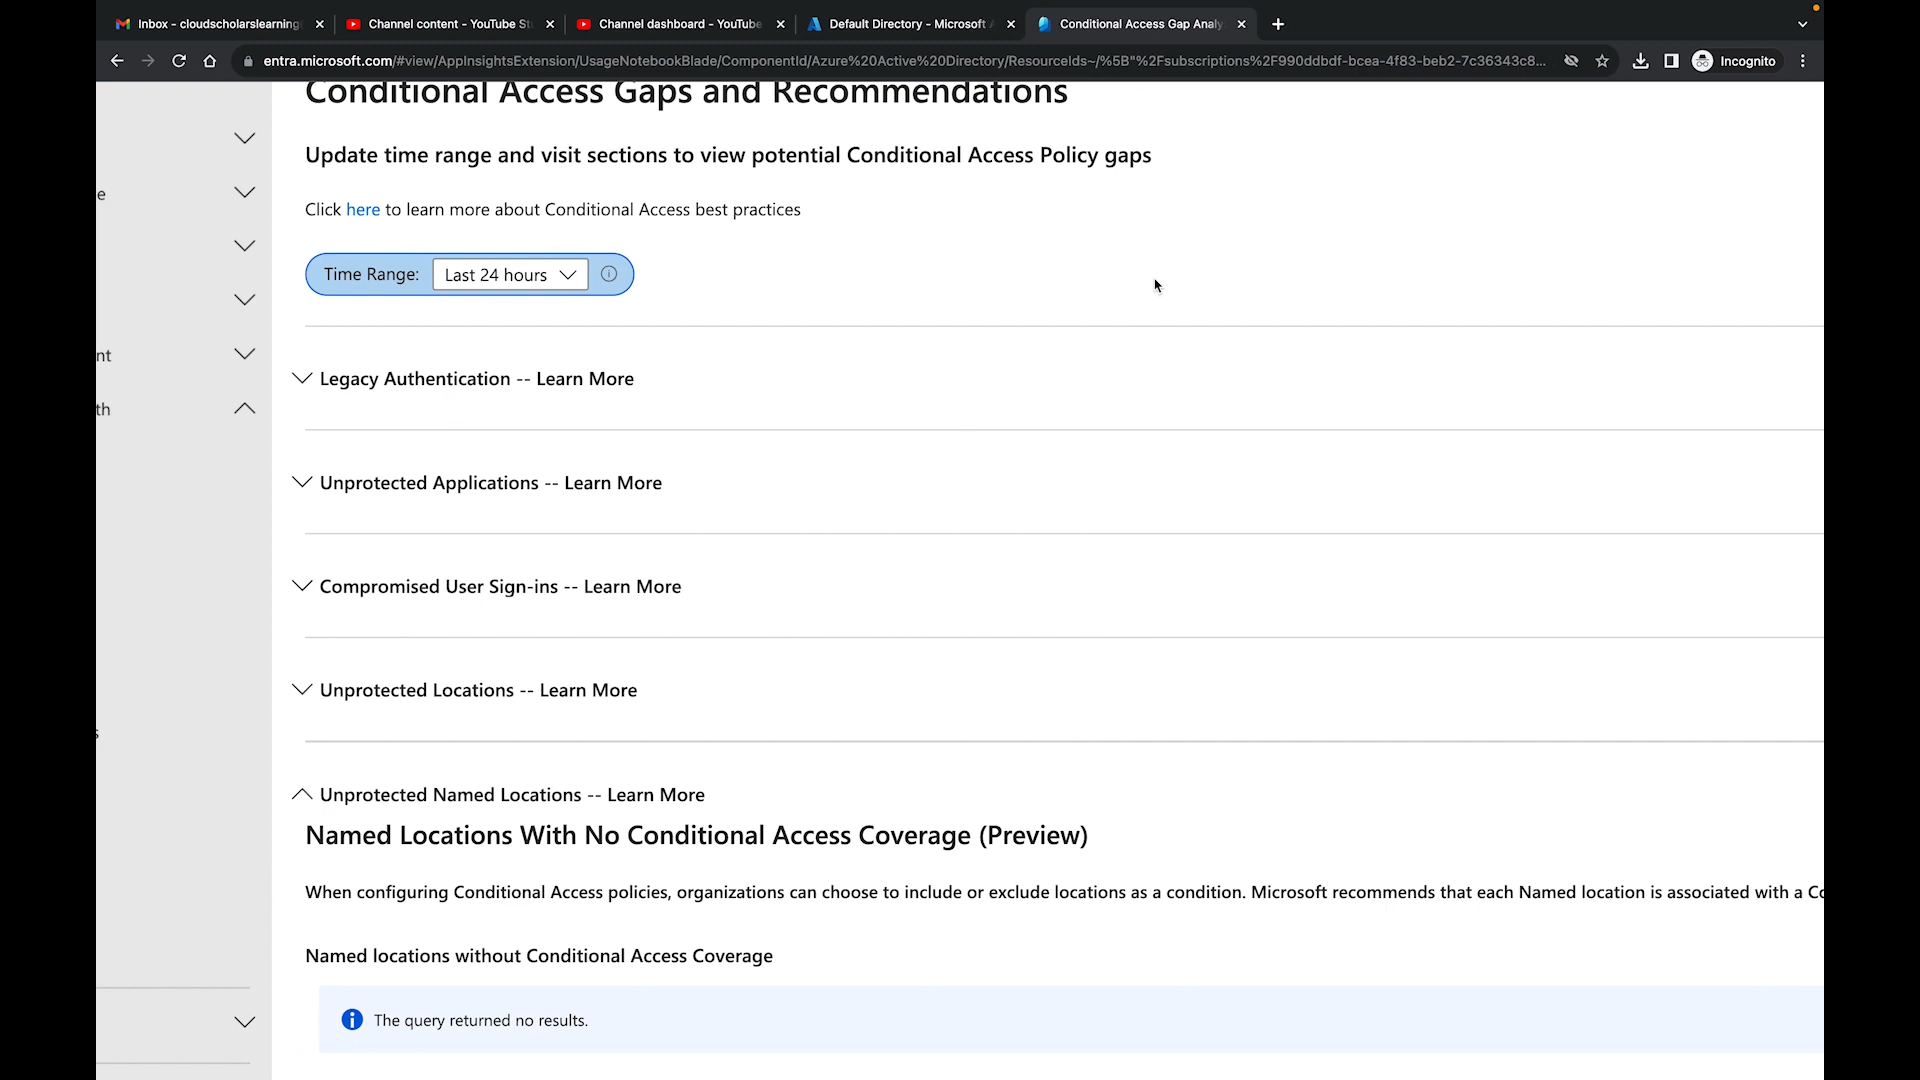 Inbox - cloudscholarslearning
Channel content - YouTube St
Channel dashboard - YouTube
Default Directory - Microsoft A
Conditional Access Gap Analy
entra.microsoft.com/#view/AppInsightsExtension/UsageNotebookBlade/ComponentId/Azure%20Active%20Directory/ResourceIds~/%5B"%2Fsubscriptions%2F990ddbdf-bcea-4f83-beb2-7c36343c8...
Incognito
Conditional Access Gaps and Recommendations
Update time range and visit sections to view potential Conditional Access Policy gaps
e
Click here to learn more about Conditional Access best practices
Time Range: Last 24 hours
nt
Legacy Authentication -- Learn More
th
Unprotected Applications -- Learn More
Compromised User Sign-ins -- Learn More
Unprotected Locations -- Learn More
s
Unprotected Named Locations -- Learn More
Named Locations With No Conditional Access Coverage (Preview)
When configuring Conditional Access policies, organizations can choose to include or exclude locations as a condition. Microsoft recommends that each Named location is associated with a Co
Named locations without Conditional Access Coverage
The query returned no results.